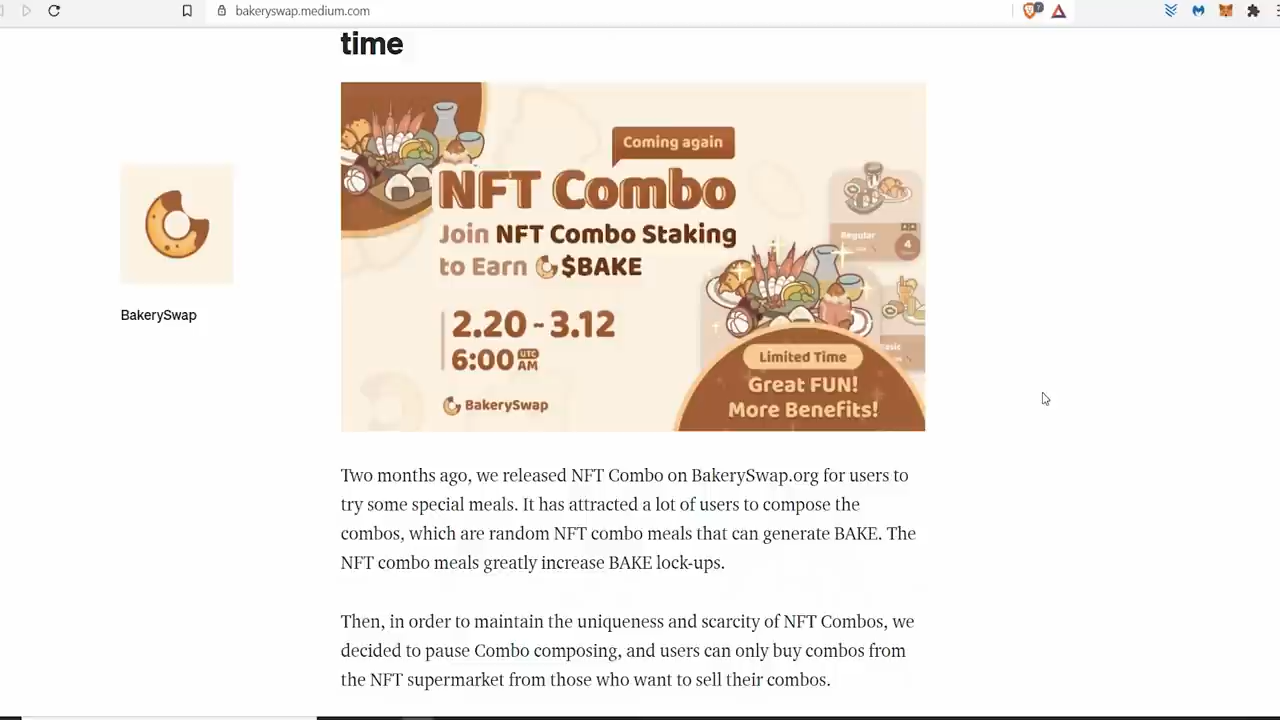 bakeryswap.medium.com
time
Coming again
NFT Combo
Join NFT Combo Staking
to Earn $BAKE
2.20 - 3.12
6:00 UTC AM
BakerySwap
Regular
4
Limited Time
Great FUN!
More Benefits!
BakerySwap
Two months ago, we released NFT Combo on BakerySwap.org for users to
try some special meals. It has attracted a lot of users to compose the
combos, which are random NFT combo meals that can generate BAKE. The
NFT combo meals greatly increase BAKE lock-ups.
Then, in order to maintain the uniqueness and scarcity of NFT Combos, we
decided to pause Combo composing, and users can only buy combos from
the NFT supermarket from those who want to sell their combos.